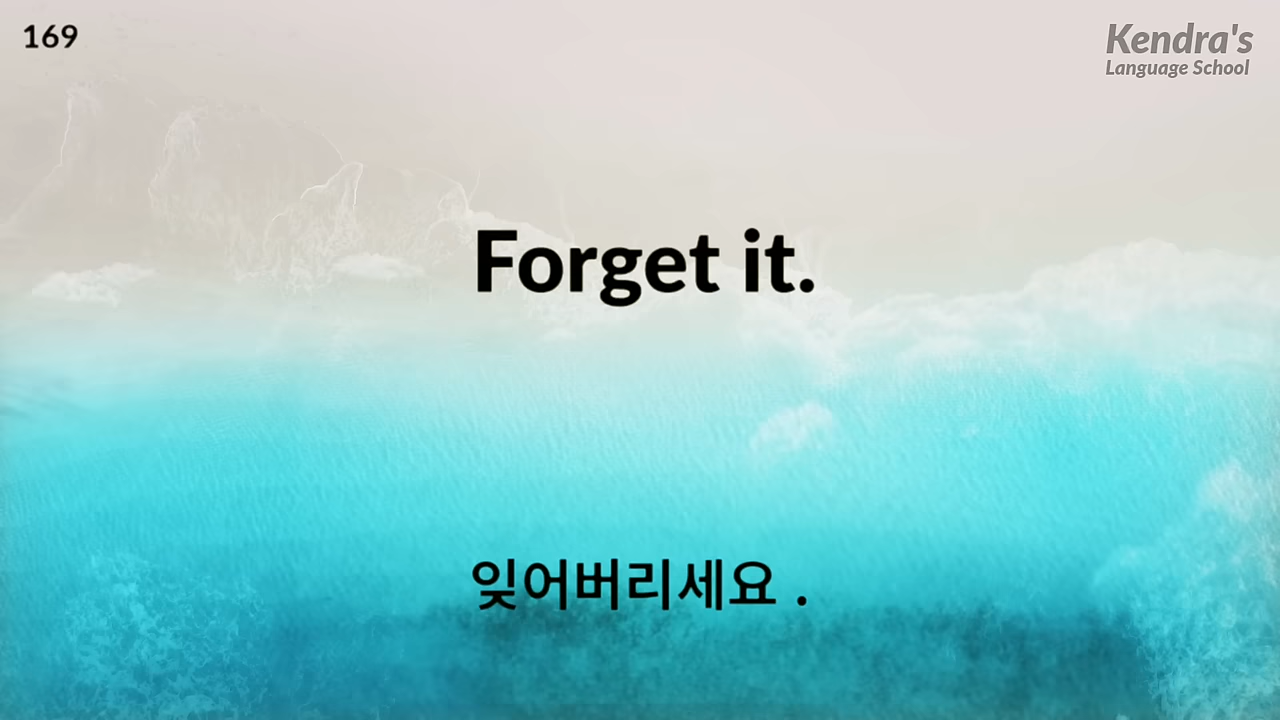 169
Kendra's
Language School
Forget it.
잊어버리세요 .